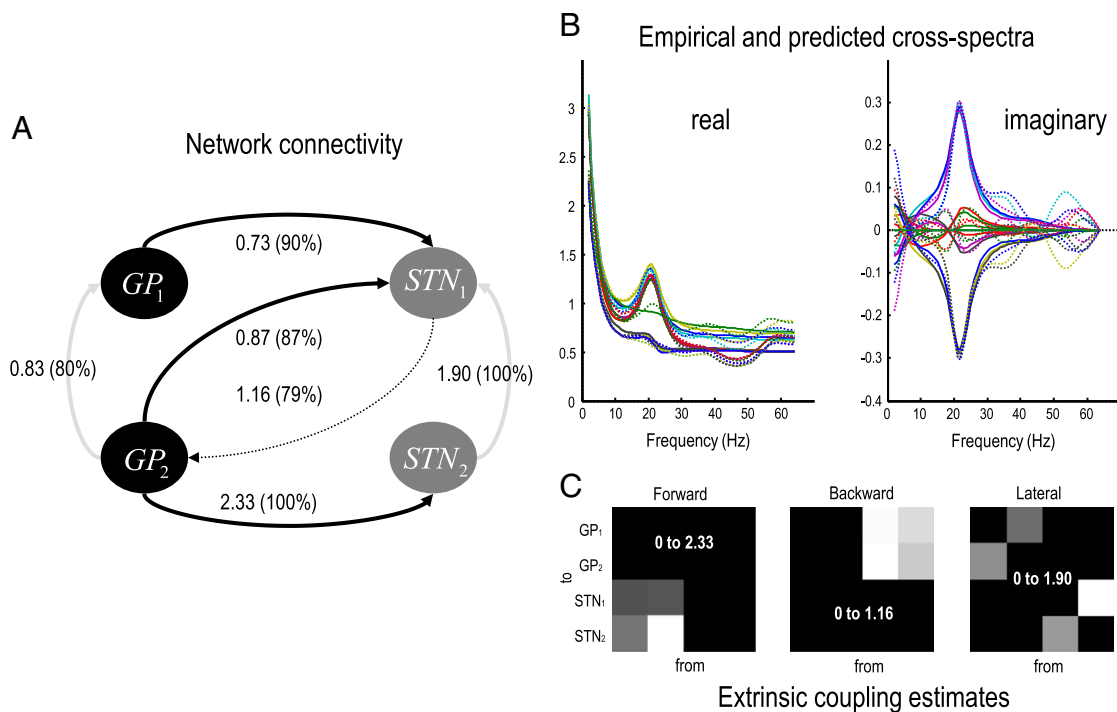 A
Network connectivity
0.73 (90%)
GP1
STN1
0.87 (87%)
0.83 (80%)
1.16 (79%)
1.90 (100%)
GP2
STN2
2.33 (100%)
B
Empirical and predicted cross-spectra
real
3
2.5
2
1.5
1
0.5
0
0 10 20 30 40 50 60
Frequency (Hz)
imaginary
0.3
0.2
0.1
0
-0.1
-0.2
-0.3
-0.4
0 10 20 30 40 50 60
Frequency (Hz)
C
Forward Backward Lateral
GP1
GP2
to
STN1
STN2
0 to 2.33
0 to 1.16
0 to 1.90
from from from
Extrinsic coupling estimates